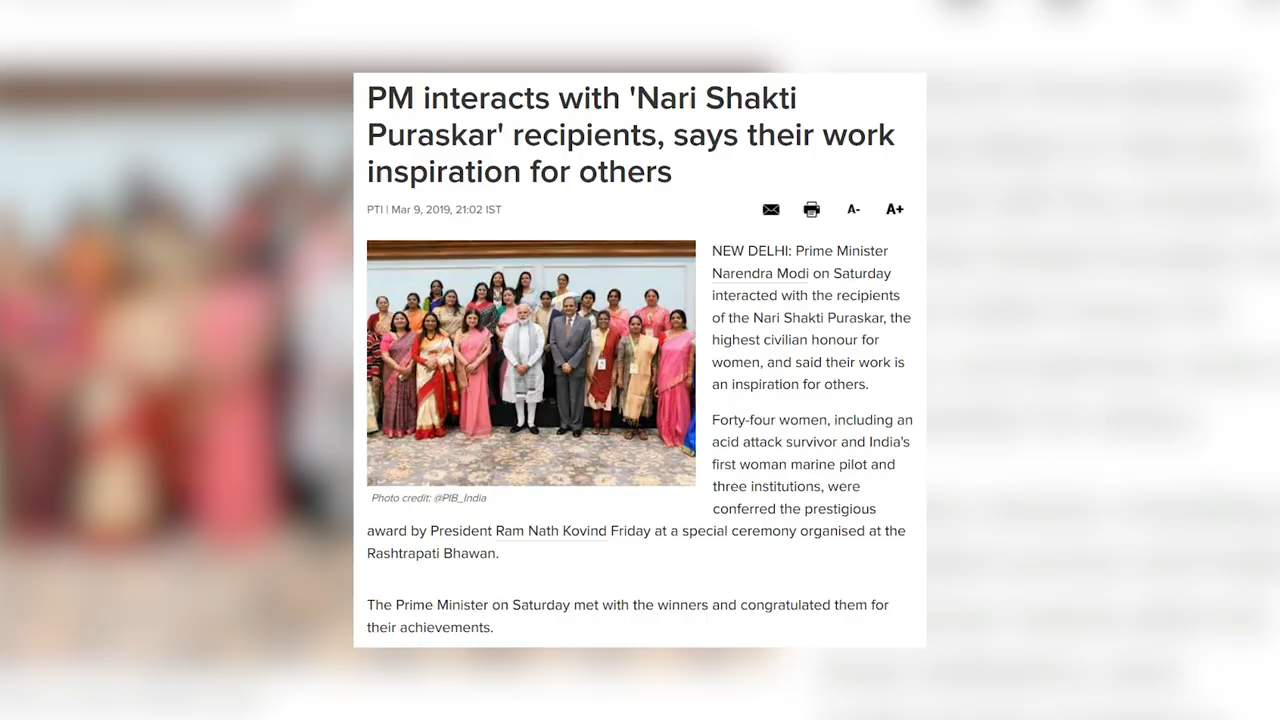 PM interacts with 'Nari Shakti
Puraskar' recipients, says their work
inspiration for others
PTI | Mar 9, 2019, 21:02 IST
A-
A+
NEW DELHI: Prime Minister
Narendra Modi on Saturday
interacted with the recipients
of the Nari Shakti Puraskar, the
highest civilian honour for
women, and said their work is
an inspiration for others.
Forty-four women, including an
acid attack survivor and India's
first woman marine pilot and
three institutions, were
conferred the prestigious
Photo credit: @PIB_India
award by President Ram Nath Kovind Friday at a special ceremony organised at the
Rashtrapati Bhawan.
The Prime Minister on Saturday met with the winners and congratulated them for
their achievements.